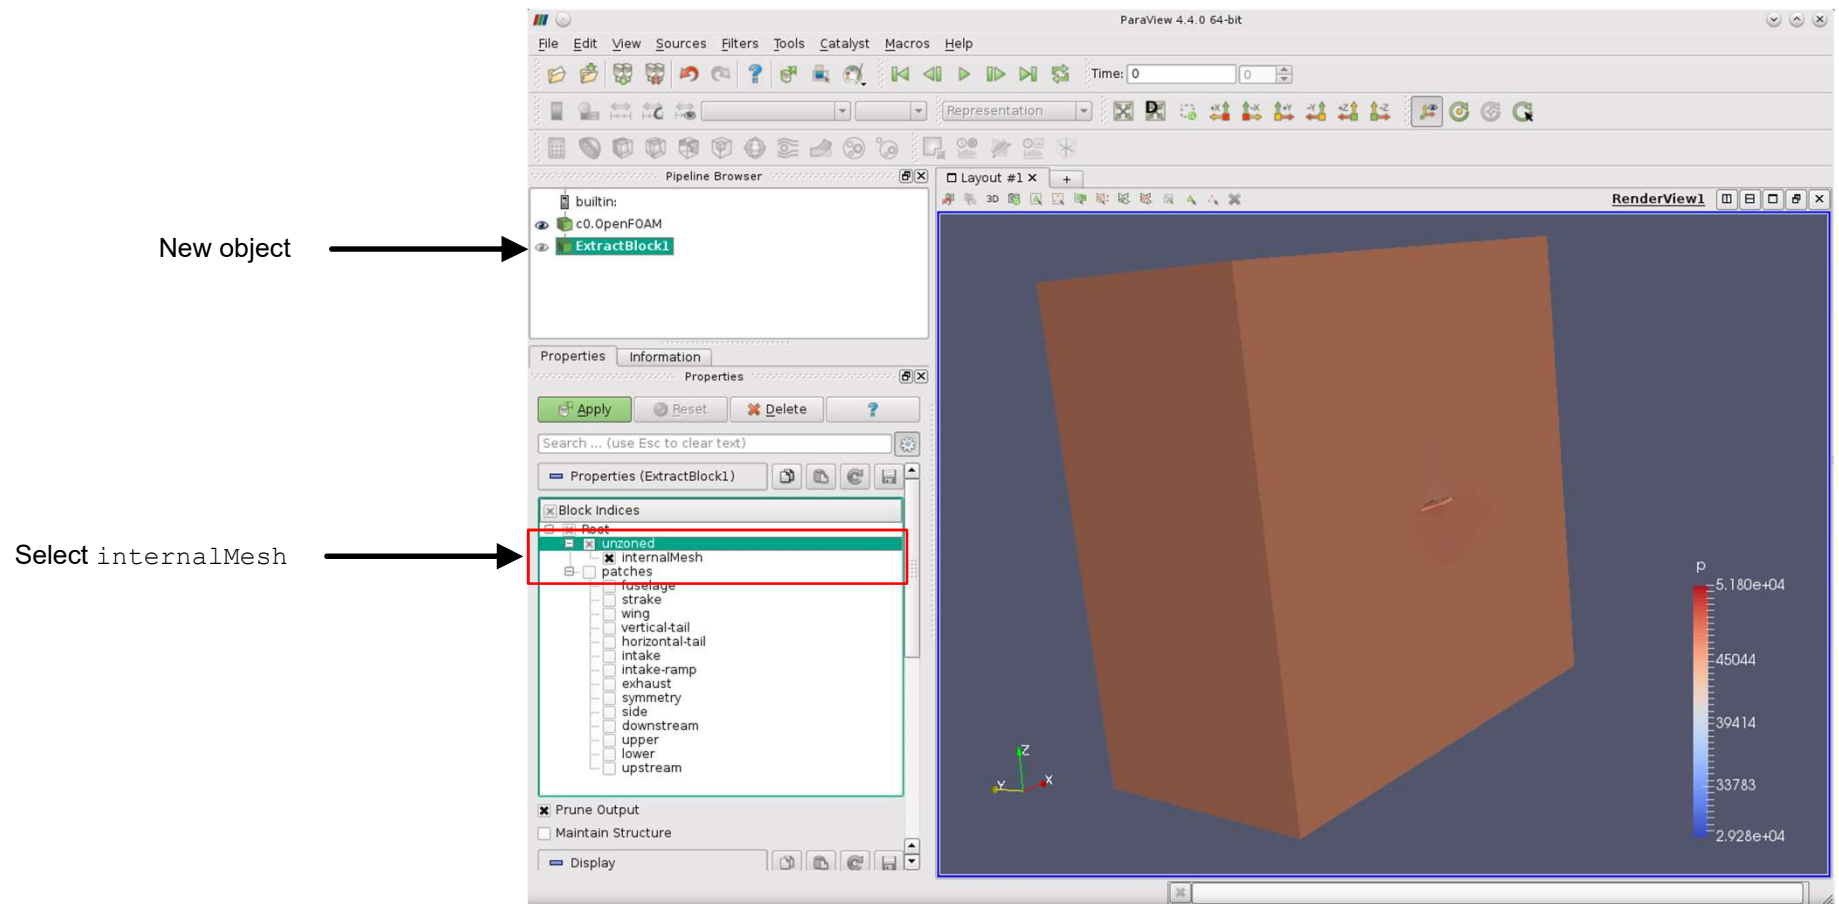 ParaView 4.4.0 64-bit
File Edit View Sources Filters Tools Catalyst Macros Help
Time: 0 0
Representation
Pipeline Browser
builtin:
c0.OpenFOAM
ExtractBlock1
New object
Properties Information
Properties
Apply Reset Delete ?
Search ... (use Esc to clear text)
Properties (ExtractBlock1)
Block Indices
Root
unzoned
internalMesh
patches
fuselage
strake
wing
vertical-tail
horizontal-tail
intake
intake-ramp
exhaust
symmetry
side
downstream
upper
lower
upstream
Select internalMesh
Prune Output
Maintain Structure
Display
Layout #1 +
3D
RenderView1
p
5.180e+04
45044
39414
33783
2.928e+04
Z
Y
X